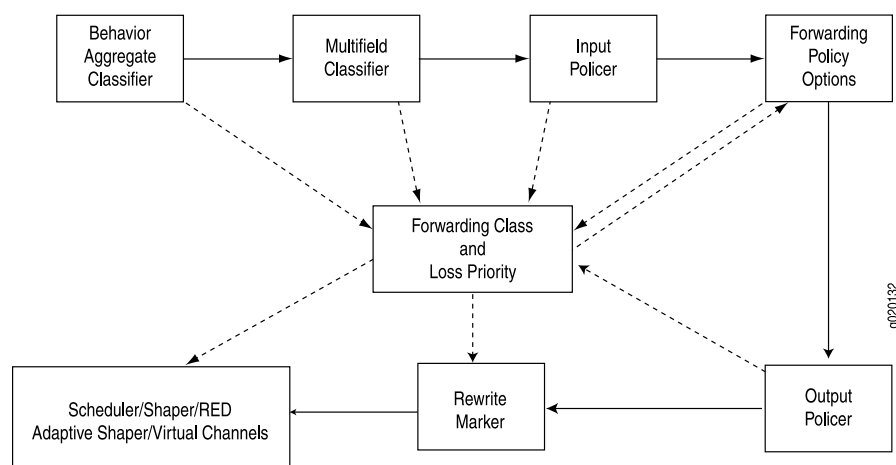 Behavior
Aggregate
Classifier
Multifield
Classifier
Input
Policer
Forwarding
Policy
Options
Forwarding Class
and
Loss Priority
g020132
Scheduler/Shaper/RED
Adaptive Shaper/Virtual Channels
Rewrite
Marker
Output
Policer